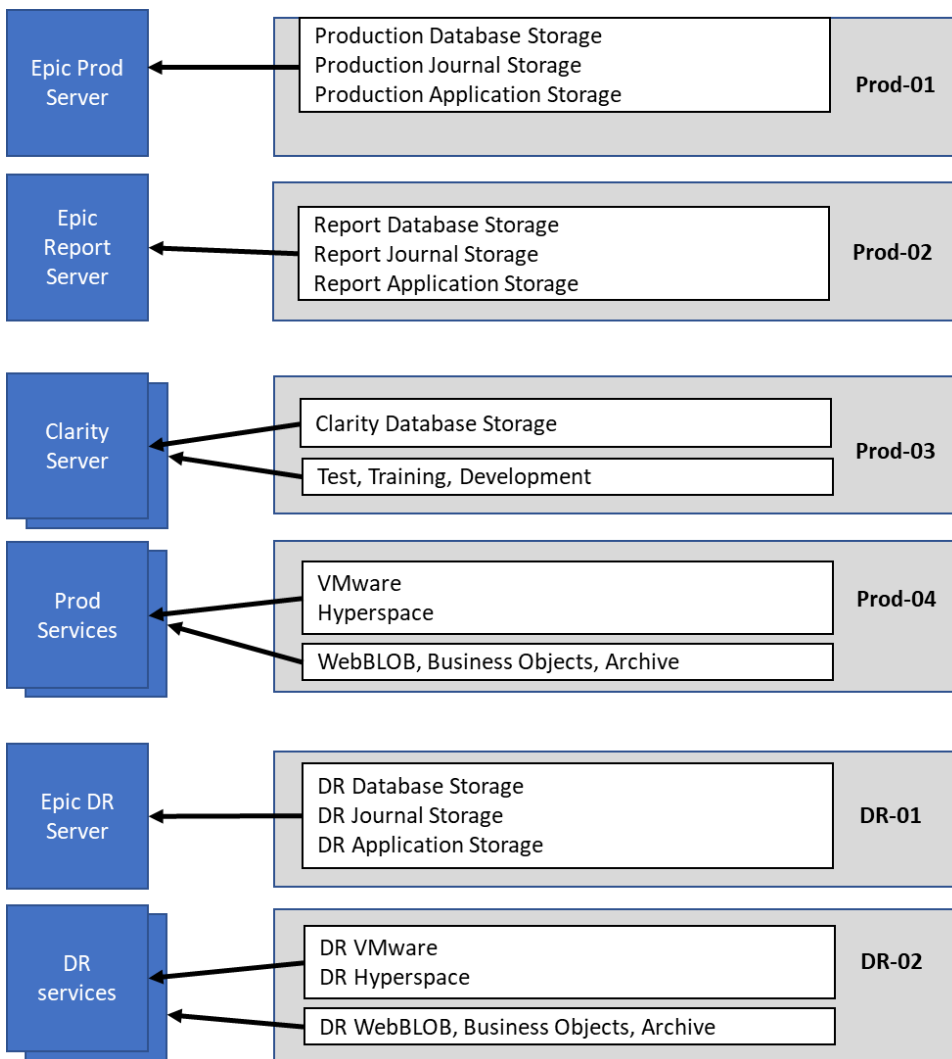 Epic Prod
Server
Production Database Storage
Production Journal Storage
Production Application Storage
Prod-01
Epic
Report
Server
Report Database Storage
Report Journal Storage
Report Application Storage
Prod-02
Clarity
Server
Clarity Database Storage
Test, Training, Development
Prod-03
Prod
Services
VMware
Hyperspace
WebBLOB, Business Objects, Archive
Prod-04
Epic DR
Server
DR Database Storage
DR Journal Storage
DR Application Storage
DR-01
DR
services
DR VMware
DR Hyperspace
DR WebBLOB, Business Objects, Archive
DR-02